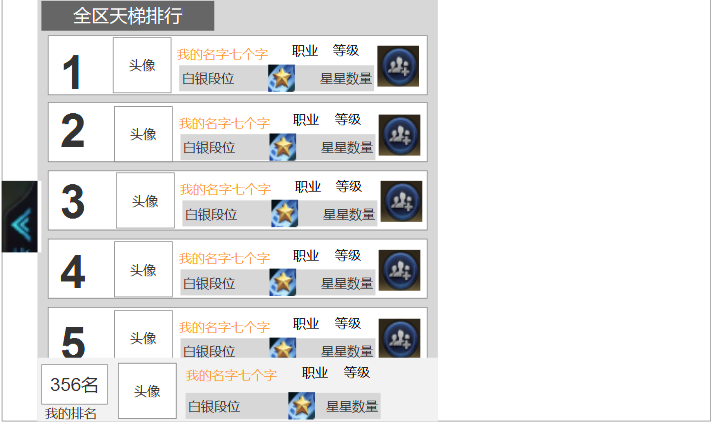 全区天梯排行
1
头像
我的名字七个字 职业 等级
白银段位 星星数量
2
头像
我的名字七个字 职业 等级
白银段位 星星数量
3
头像
我的名字七个字 职业 等级
白银段位 星星数量
4
头像
我的名字七个字 职业 等级
白银段位 星星数量
5
头像
我的名字七个字 职业 等级
白银段位 星星数量
356名
我的排名
头像
我的名字七个字 职业 等级
白银段位 星星数量